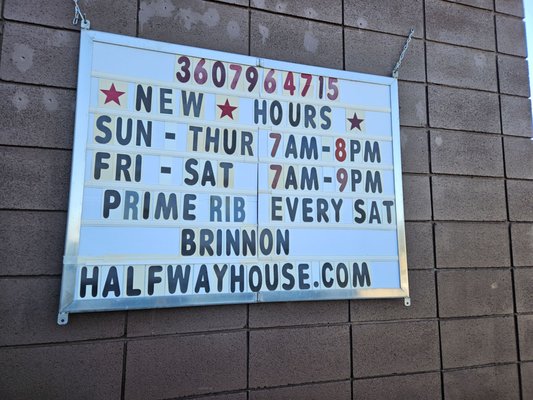 3607964715
★ NEW ★ HOURS ★
SUN - THUR 7AM-8PM
FRI - SAT 7AM-9PM
PRIME RIB EVERY SAT
BRINNON
HALFWAYHOUSE.COM